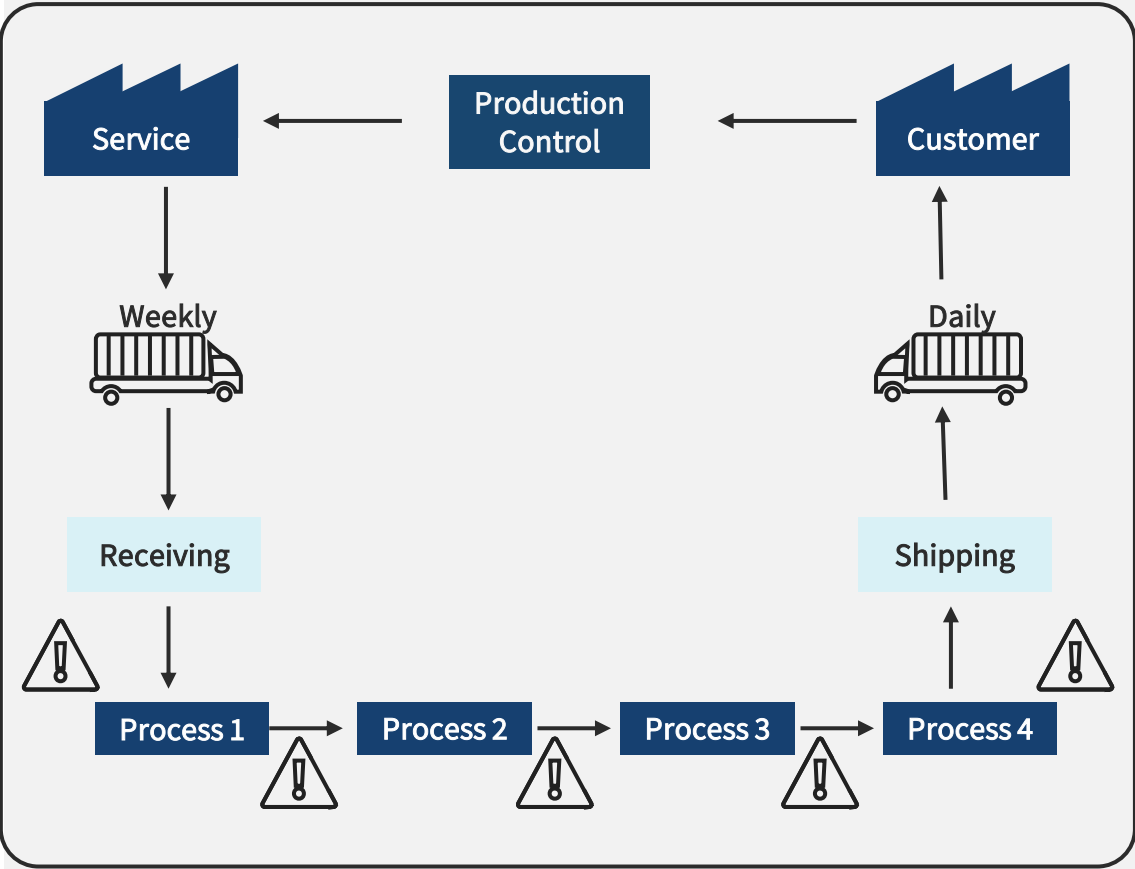 Service
Production
Control
Customer
Weekly
Daily
Receiving
Shipping
Process 1
Process 2
Process 3
Process 4